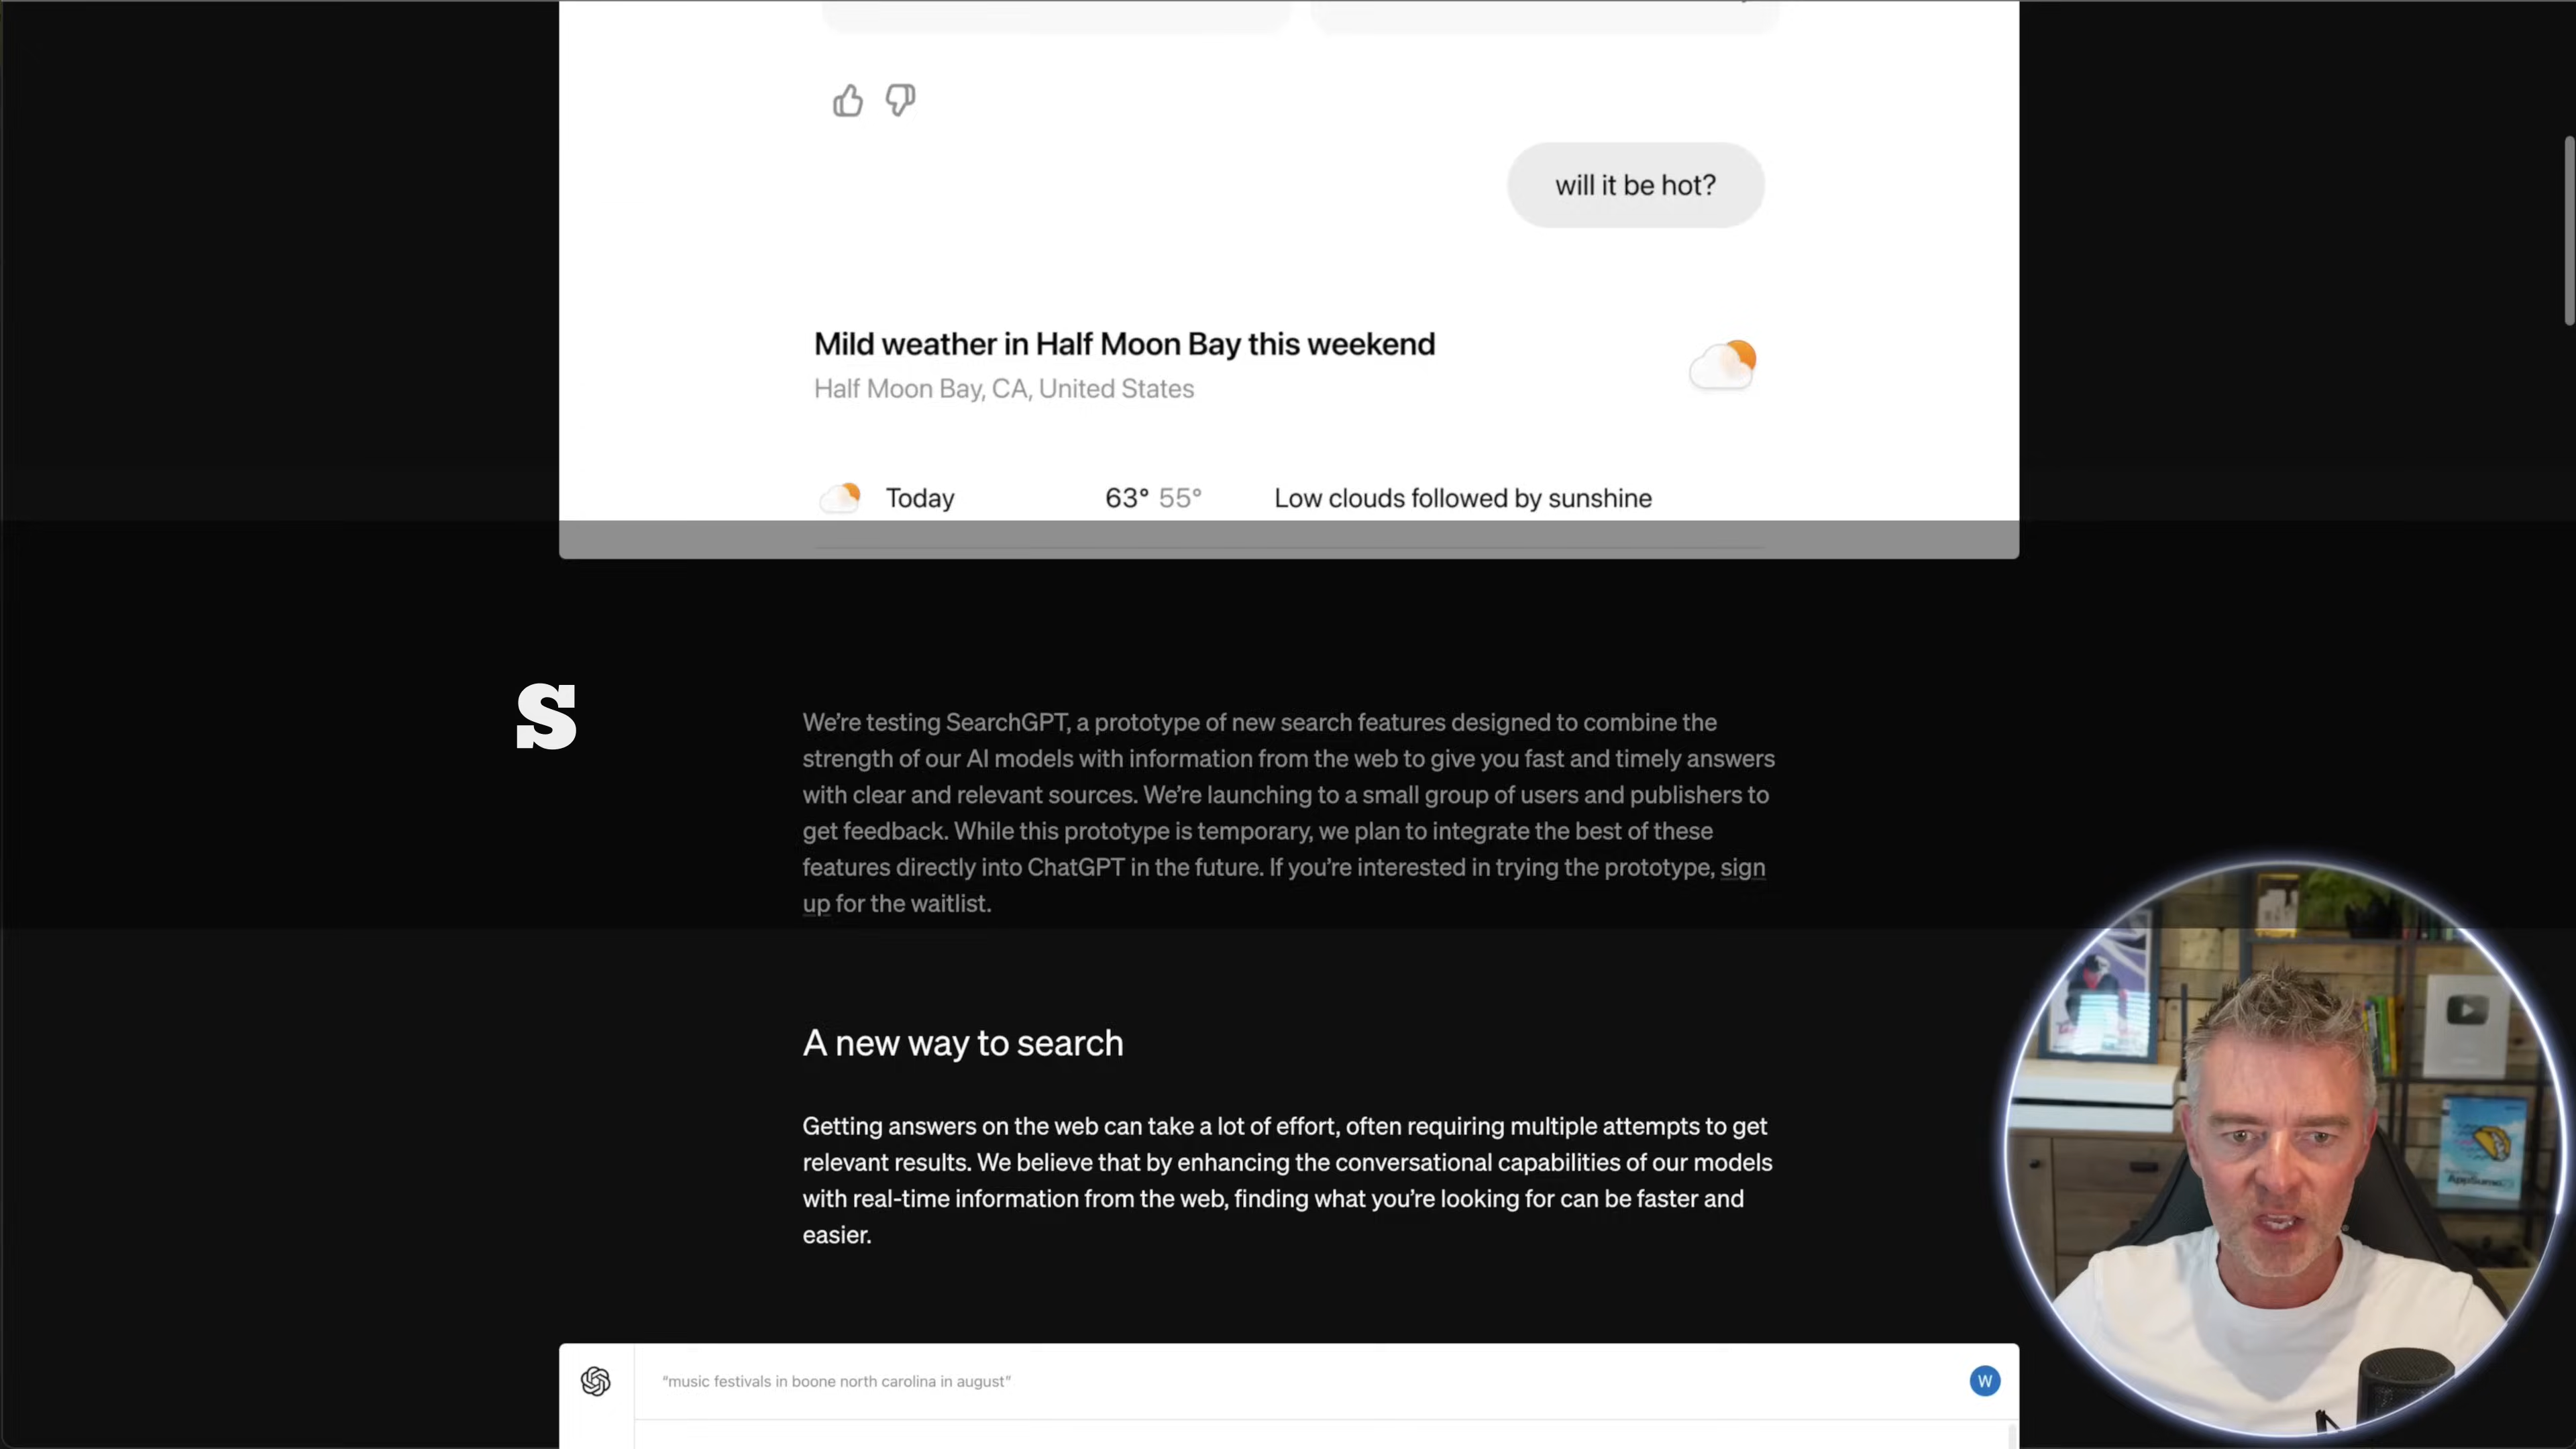 will it be hot?
Mild weather in Half Moon Bay this weekend
Half Moon Bay, CA, United States
Today 63° 55° Low clouds followed by sunshine
S
We’re testing SearchGPT, a prototype of new search features designed to combine the
strength of our AI models with information from the web to give you fast and timely answers
with clear and relevant sources. We’re launching to a small group of users and publishers to
get feedback. While this prototype is temporary, we plan to integrate the best of these
features directly into ChatGPT in the future. If you’re interested in trying the prototype, sign
up for the waitlist.
A new way to search
Getting answers on the web can take a lot of effort, often requiring multiple attempts to get
relevant results. We believe that by enhancing the conversational capabilities of our models
with real-time information from the web, finding what you’re looking for can be faster and
easier.
“music festivals in boone north carolina in august”
W
AppSumo